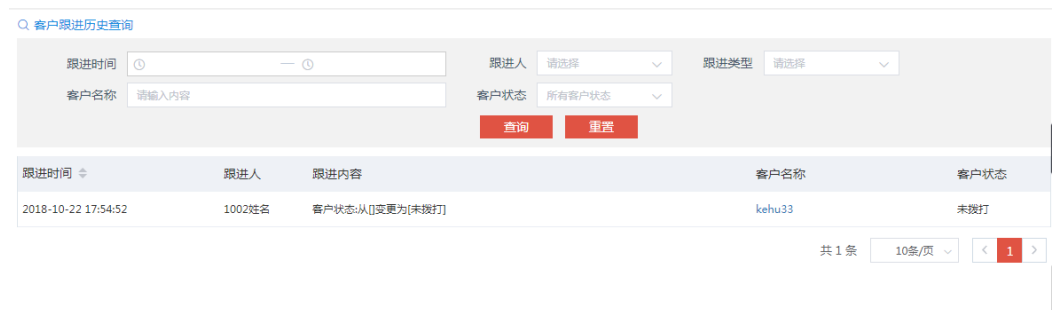 客户跟进历史查询
跟进时间 — 跟进人 请选择 跟进类型 请选择
客户名称 请输入内容 客户状态 所有客户状态
查询 重置
跟进时间 跟进人 跟进内容 客户名称 客户状态
2018-10-22 17:54:52 1002姓名 客户状态:从[]变更为[未拨打] kehu33 未拨打
共 1 条 10条/页 < 1 >